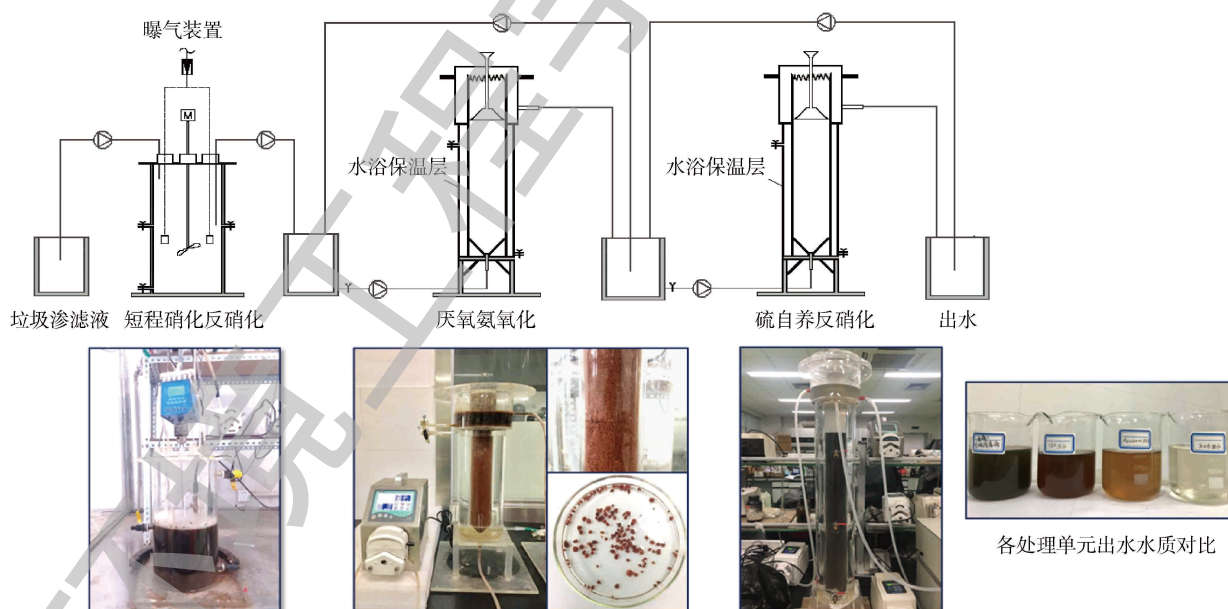 曝气装置
M
水浴保温层
水浴保温层
垃圾渗滤液
短程硝化反硝化
厌氧氨氧化
硫自养反硝化
出水
各处理单元出水水质对比